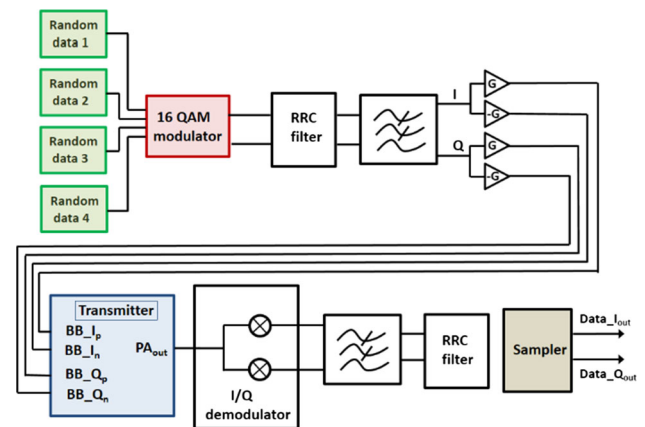 Random
data 1
Random
data 2
Random
data 3
Random
data 4
16 QAM
modulator
RRC
filter
I
Q
G
-G
G
-G
Transmitter
BB_Ip
BB_In
BB_Qp
BB_Qn
PAout
I/Q
demodulator
RRC
filter
Sampler
Data_Iout
Data_Qout